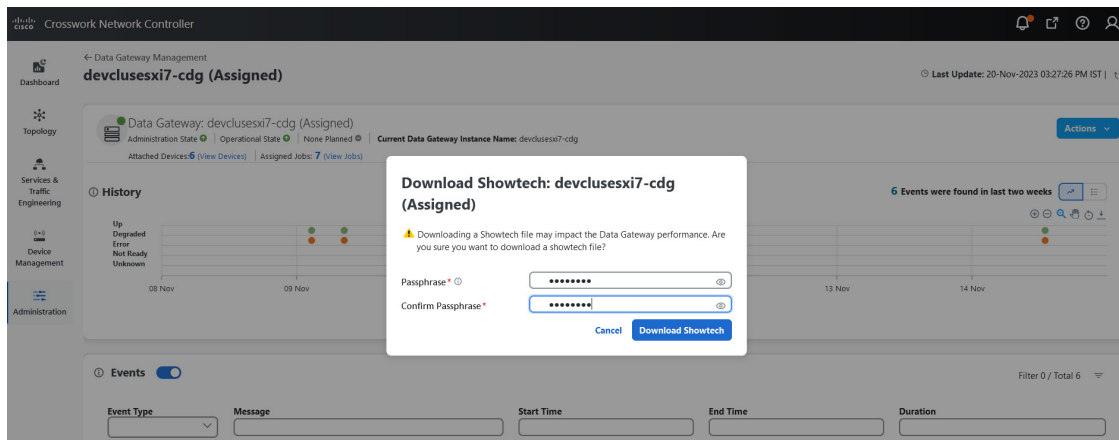 cisco Crosswork Network Controller
Dashboard
Topology
Services &
Traffic
Engineering
Device
Management
Administration
← Data Gateway Management
devclusesxi7-cdg (Assigned)
Last Update: 20-Nov-2023 03:27:26 PM IST |
Data Gateway: devclusesxi7-cdg (Assigned)
Administration State | Operational State | None Planned | Current Data Gateway Instance Name: devclusesxi7-cdg
Attached Devices:6 (View Devices) | Assigned Jobs: 7 (View Jobs)
Actions
History
6 Events were found in last two weeks
Up
Degraded
Error
Not Ready
Unknown
08 Nov 09 Nov 13 Nov 14 Nov
Download Showtech: devclusesxi7-cdg
(Assigned)
Downloading a Showtech file may impact the Data Gateway performance. Are
you sure you want to download a showtech file?
Passphrase* ••••••••
Confirm Passphrase* ••••••••
Cancel Download Showtech
Events
Filter 0 / Total 6
Event Type Message Start Time End Time Duration